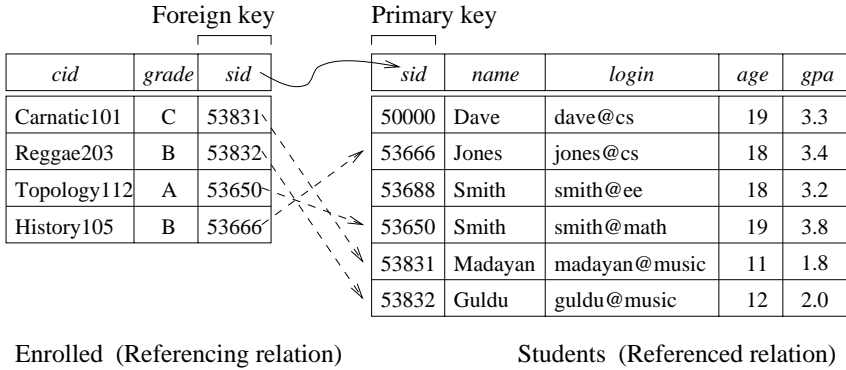 Foreign key
Primary key
cid grade sid
sid name login age gpa
Carnatic101 C 53831
50000 Dave dave@cs 19 3.3
Reggae203 B 53832
53666 Jones jones@cs 18 3.4
Topology112 A 53650
53688 Smith smith@ee 18 3.2
History105 B 53666
53650 Smith smith@math 19 3.8
53831 Madayan madayan@music 11 1.8
53832 Guldu guldu@music 12 2.0
Enrolled (Referencing relation)
Students (Referenced relation)